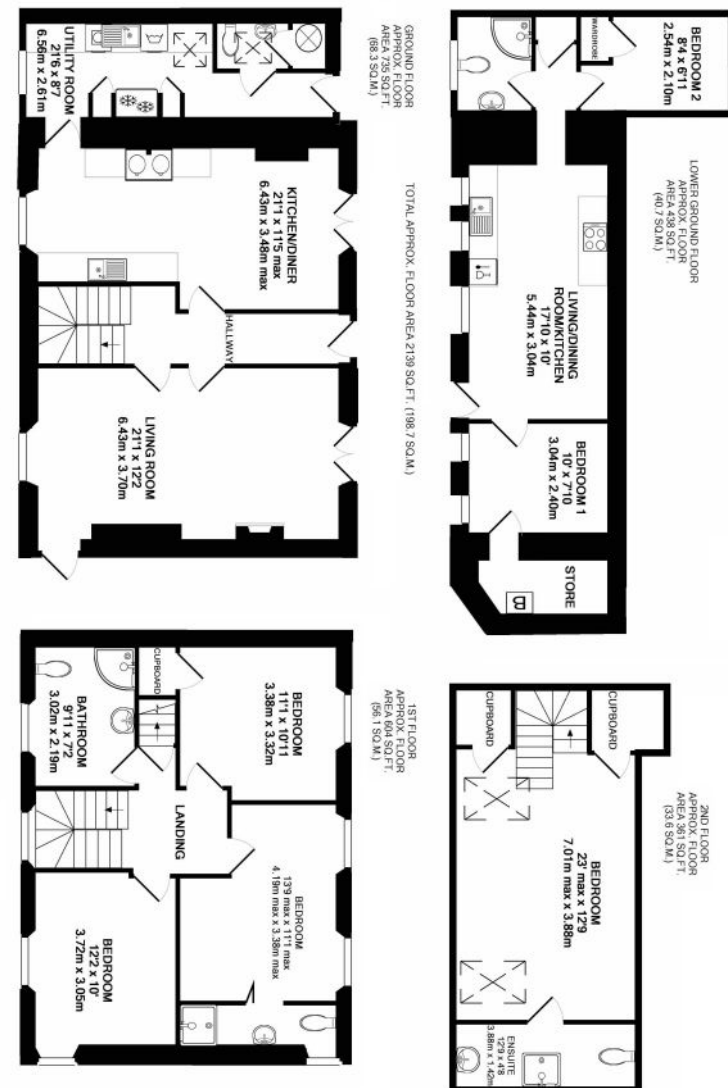 BEDROOM 2
8'4 x 6'11
2.54m x 2.10m
WARDROBE
LIVING/DINING
ROOM/KITCHEN
17'10 x 10'
5.44m x 3.04m
BEDROOM 1
10' x 7'10
3.04m x 2.40m
STORE
B
LOWER GROUND FLOOR
APPROX. FLOOR
AREA 438 SQ.FT.
(40.7 SQ.M.)
CUPBOARD
CUPBOARD
BEDROOM
23' max x 12'9
7.01m max x 3.88m
ENSUITE
12'9 x 4'8
3.88m x 1.42m
2ND FLOOR
APPROX. FLOOR
AREA 361 SQ.FT.
(33.6 SQ.M.)
GROUND FLOOR
APPROX. FLOOR
AREA 735 SQ.FT.
(68.3 SQ.M.)
TOTAL APPROX. FLOOR AREA 2139 SQ.FT. (198.7 SQ.M.)
UTILITY ROOM
21'6 x 8'7
6.56m x 2.61m
KITCHEN/DINER
21'1 x 11'5 max
6.43m x 3.48m max
HALLWAY
LIVING ROOM
21'1 x 12'2
6.43m x 3.70m
1ST FLOOR
APPROX. FLOOR
AREA 604 SQ.FT.
(56.1 SQ.M.)
BEDROOM
11'1 x 10'11
3.38m x 3.32m
CUPBOARD
BATHROOM
9'11 x 7'2
3.02m x 2.19m
LANDING
BEDROOM
13'9 max x 11'1 max
4.19m max x 3.38m max
BEDROOM
12'2 x 10'
3.72m x 3.05m